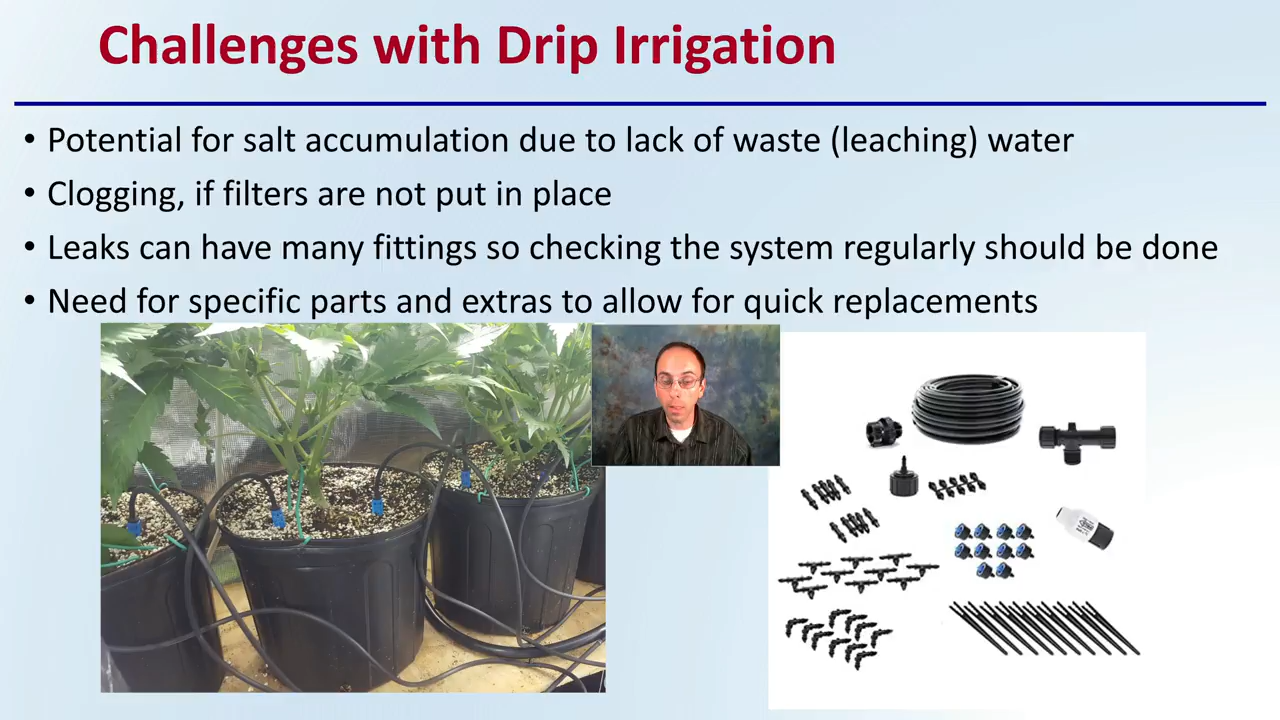 Challenges with Drip Irrigation
• Potential for salt accumulation due to lack of waste (leaching) water
• Clogging, if filters are not put in place
• Leaks can have many fittings so checking the system regularly should be done
• Need for specific parts and extras to allow for quick replacements